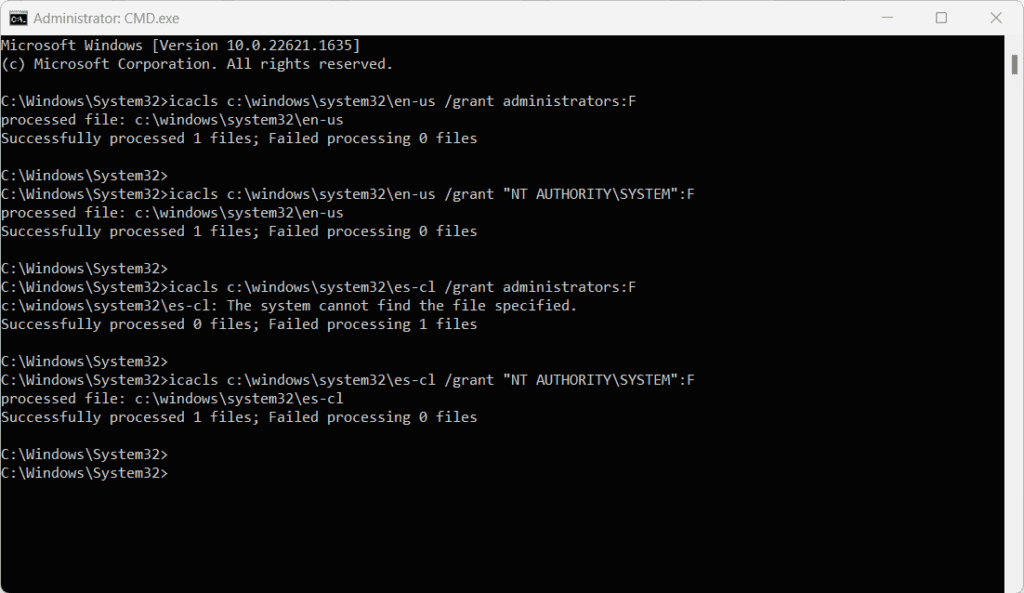 Administrator: CMD.exe
Microsoft Windows [Version 10.0.22621.1635]
(c) Microsoft Corporation. All rights reserved.
C:\Windows\System32>icacls c:\windows\system32\en-us /grant administrators:F
processed file: c:\windows\system32\en-us
Successfully processed 1 files; Failed processing 0 files
C:\Windows\System32>
C:\Windows\System32>icacls c:\windows\system32\en-us /grant "NT AUTHORITY\SYSTEM":F
processed file: c:\windows\system32\en-us
Successfully processed 1 files; Failed processing 0 files
C:\Windows\System32>
C:\Windows\System32>icacls c:\windows\system32\es-cl /grant administrators:F
c:\windows\system32\es-cl: The system cannot find the file specified.
Successfully processed 0 files; Failed processing 1 files
C:\Windows\System32>
C:\Windows\System32>icacls c:\windows\system32\es-cl /grant "NT AUTHORITY\SYSTEM":F
processed file: c:\windows\system32\es-cl
Successfully processed 1 files; Failed processing 0 files
C:\Windows\System32>
C:\Windows\System32>